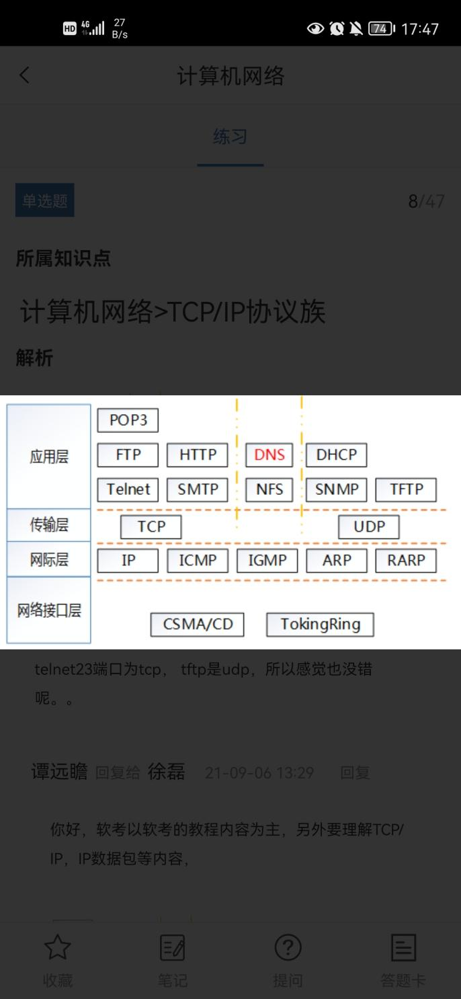 HD 4G 27 B/s 74 17:47
计算机网络
练习
单选题 8/47
所属知识点
计算机网络>TCP/IP协议族
解析
POP3
应用层 FTP HTTP DNS DHCP
Telnet SMTP NFS SNMP TFTP
传输层 TCP UDP
网际层 IP ICMP IGMP ARP RARP
网络接口层
CSMA/CD TokingRing
telnet23端口为tcp， tftp是udp，所以感觉也没错
呢。。
谭远瞻 回复给 徐磊 21-09-06 13:29 回复
你好，软考以软考的教程内容为主，另外要理解TCP/
IP，IP数据包等内容，
收藏 笔记 提问 答题卡